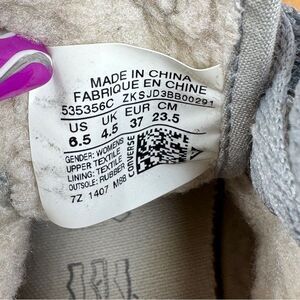 MADE IN CHINA
FABRIQUE EN CHINE
535356C ZKSJD3BB00291
US UK EUR CM
6.5 4.5 37 23.5
GENDER: WOMENS
UPPER: TEXTILE
LINING: TEXTILE
OUTSOLE: RUBBER
7Z 1407 M9B
CONVERSE